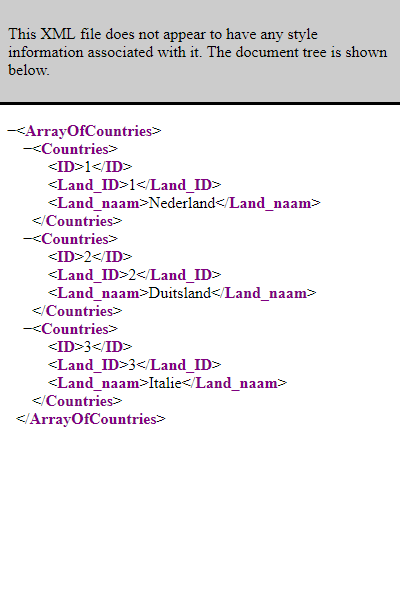 This XML file does not appear to have any style
information associated with it. The document tree is shown
below.
−<ArrayOfCountries>
−<Countries>
<ID>1</ID>
<Land_ID>1</Land_ID>
<Land_naam>Nederland</Land_naam>
</Countries>
−<Countries>
<ID>2</ID>
<Land_ID>2</Land_ID>
<Land_naam>Duitsland</Land_naam>
</Countries>
−<Countries>
<ID>3</ID>
<Land_ID>3</Land_ID>
<Land_naam>Italie</Land_naam>
</Countries>
</ArrayOfCountries>